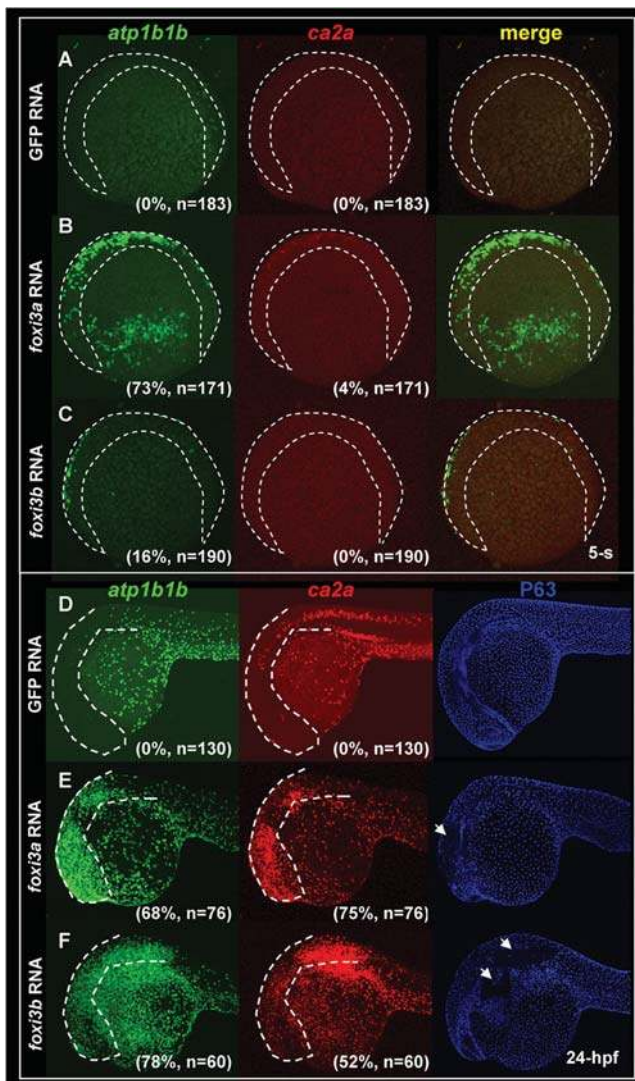 atp1b1b ca2a merge
A
GFP RNA
(0%, n=183) (0%, n=183)
B
foxi3a RNA
(73%, n=171) (4%, n=171)
C
foxi3b RNA
(16%, n=190) (0%, n=190) 5-s
atp1b1b ca2a P63
D
GFP RNA
(0%, n=130) (0%, n=130)
E
foxi3a RNA
(68%, n=76) (75%, n=76)
F
foxi3b RNA
(78%, n=60) (52%, n=60) 24-hpf